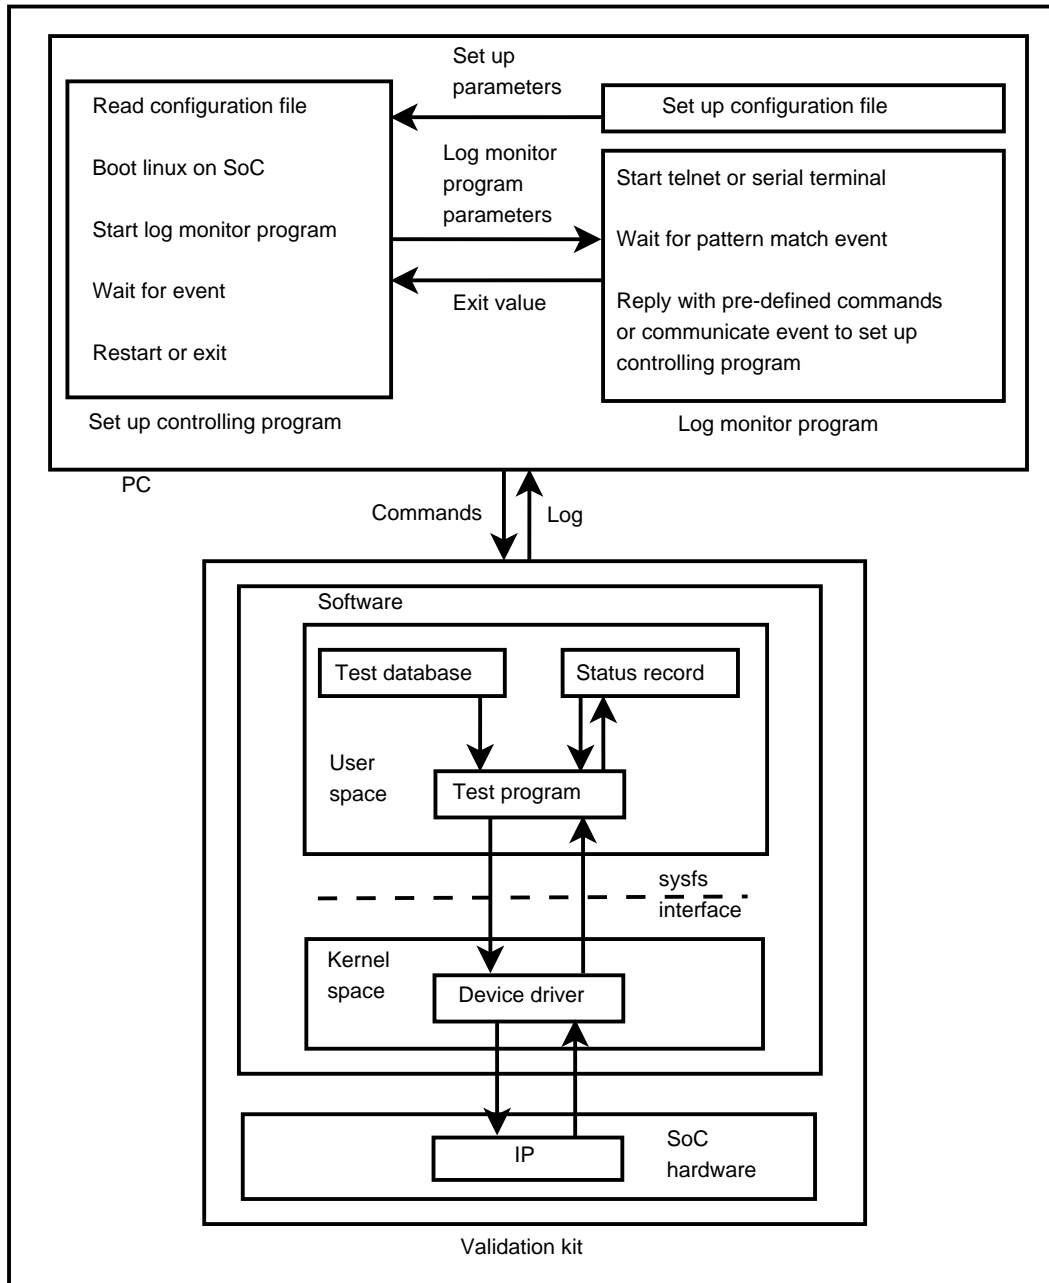 Set up
parameters
Read configuration file
Set up configuration file
Boot linux on SoC
Log monitor
program
parameters
Start telnet or serial terminal
Start log monitor program
Wait for pattern match event
Wait for event
Exit value
Reply with pre-defined commands
or communicate event to set up
controlling program
Restart or exit
Set up controlling program
Log monitor program
PC
Commands
Log
Software
Test database
Status record
User
space
Test program
sysfs
interface
Kernel
space
Device driver
IP
SoC
hardware
Validation kit